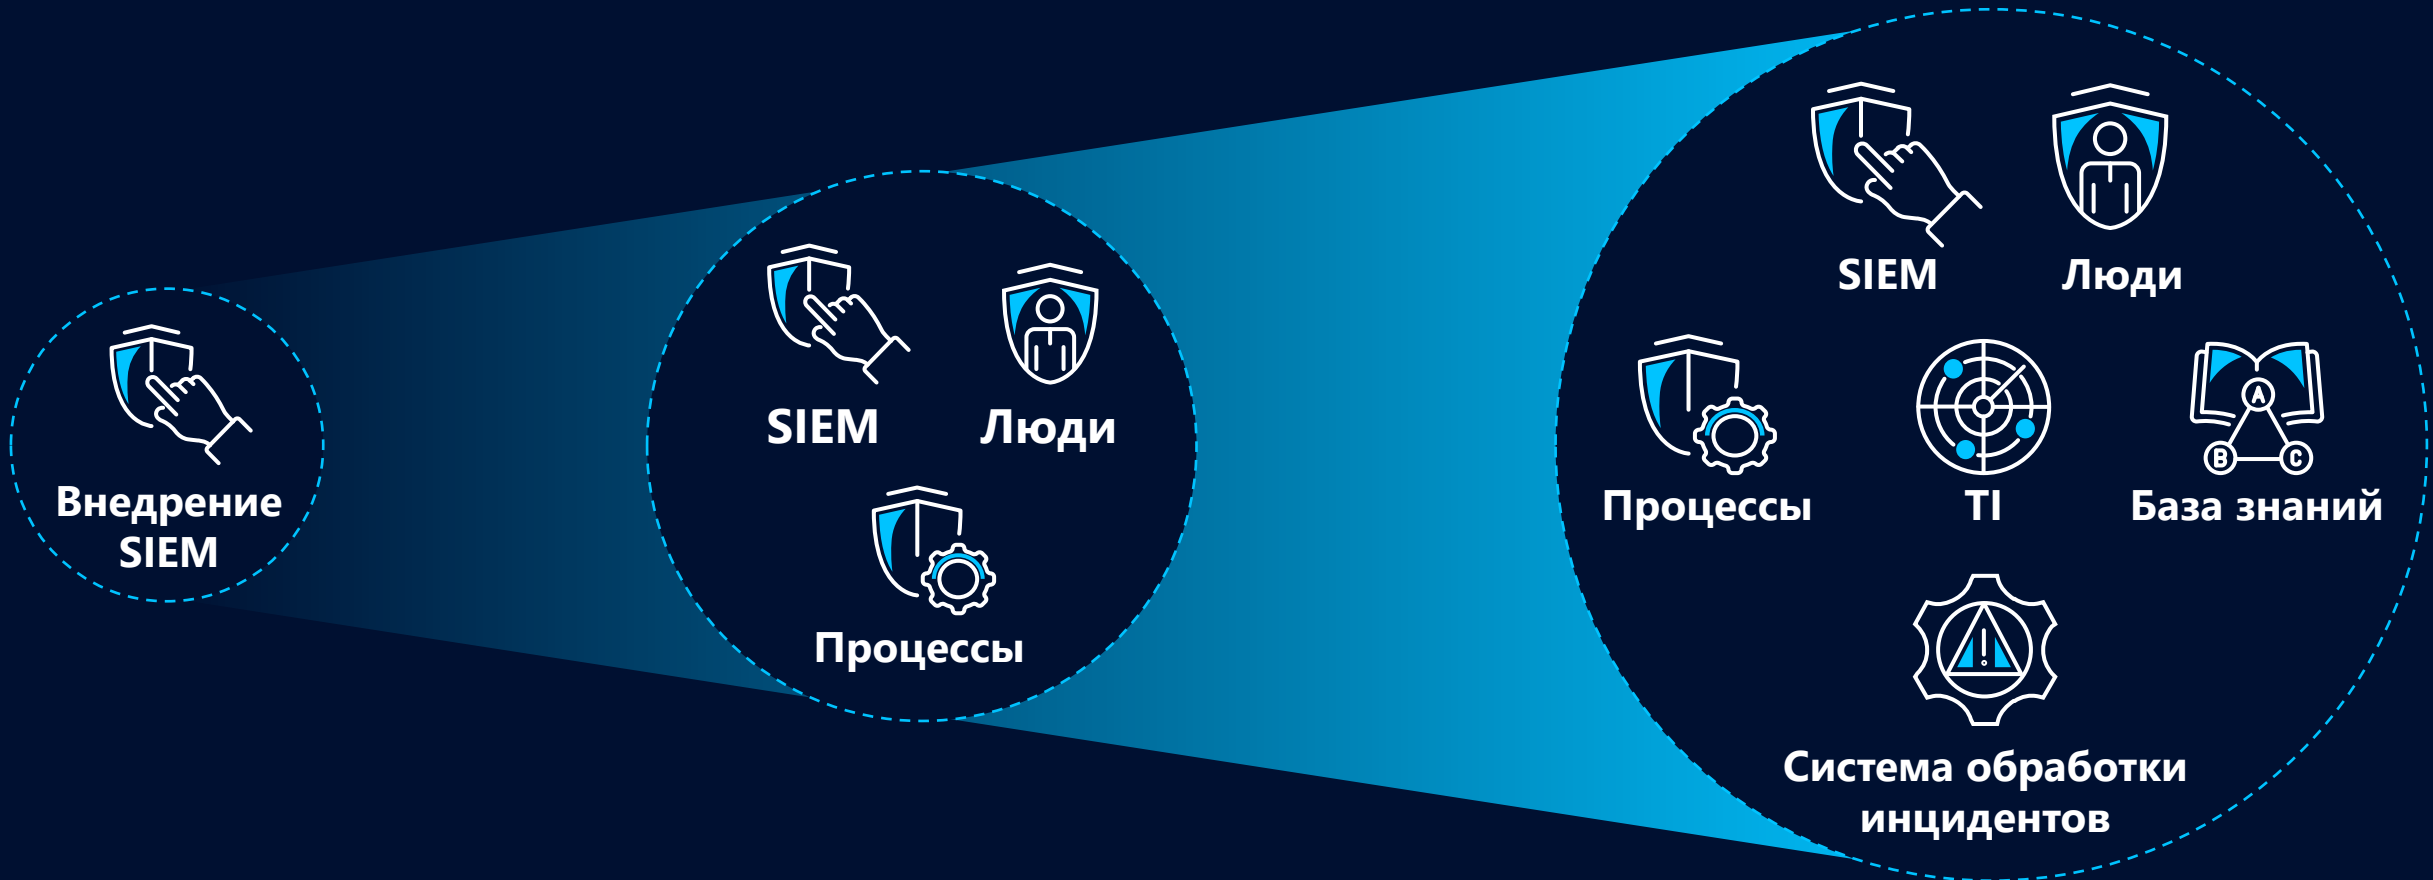 Внедрение
SIEM
SIEM
Люди
Процессы
SIEM
Люди
Процессы
TI
A
B
C
База знаний
Система обработки
инцидентов